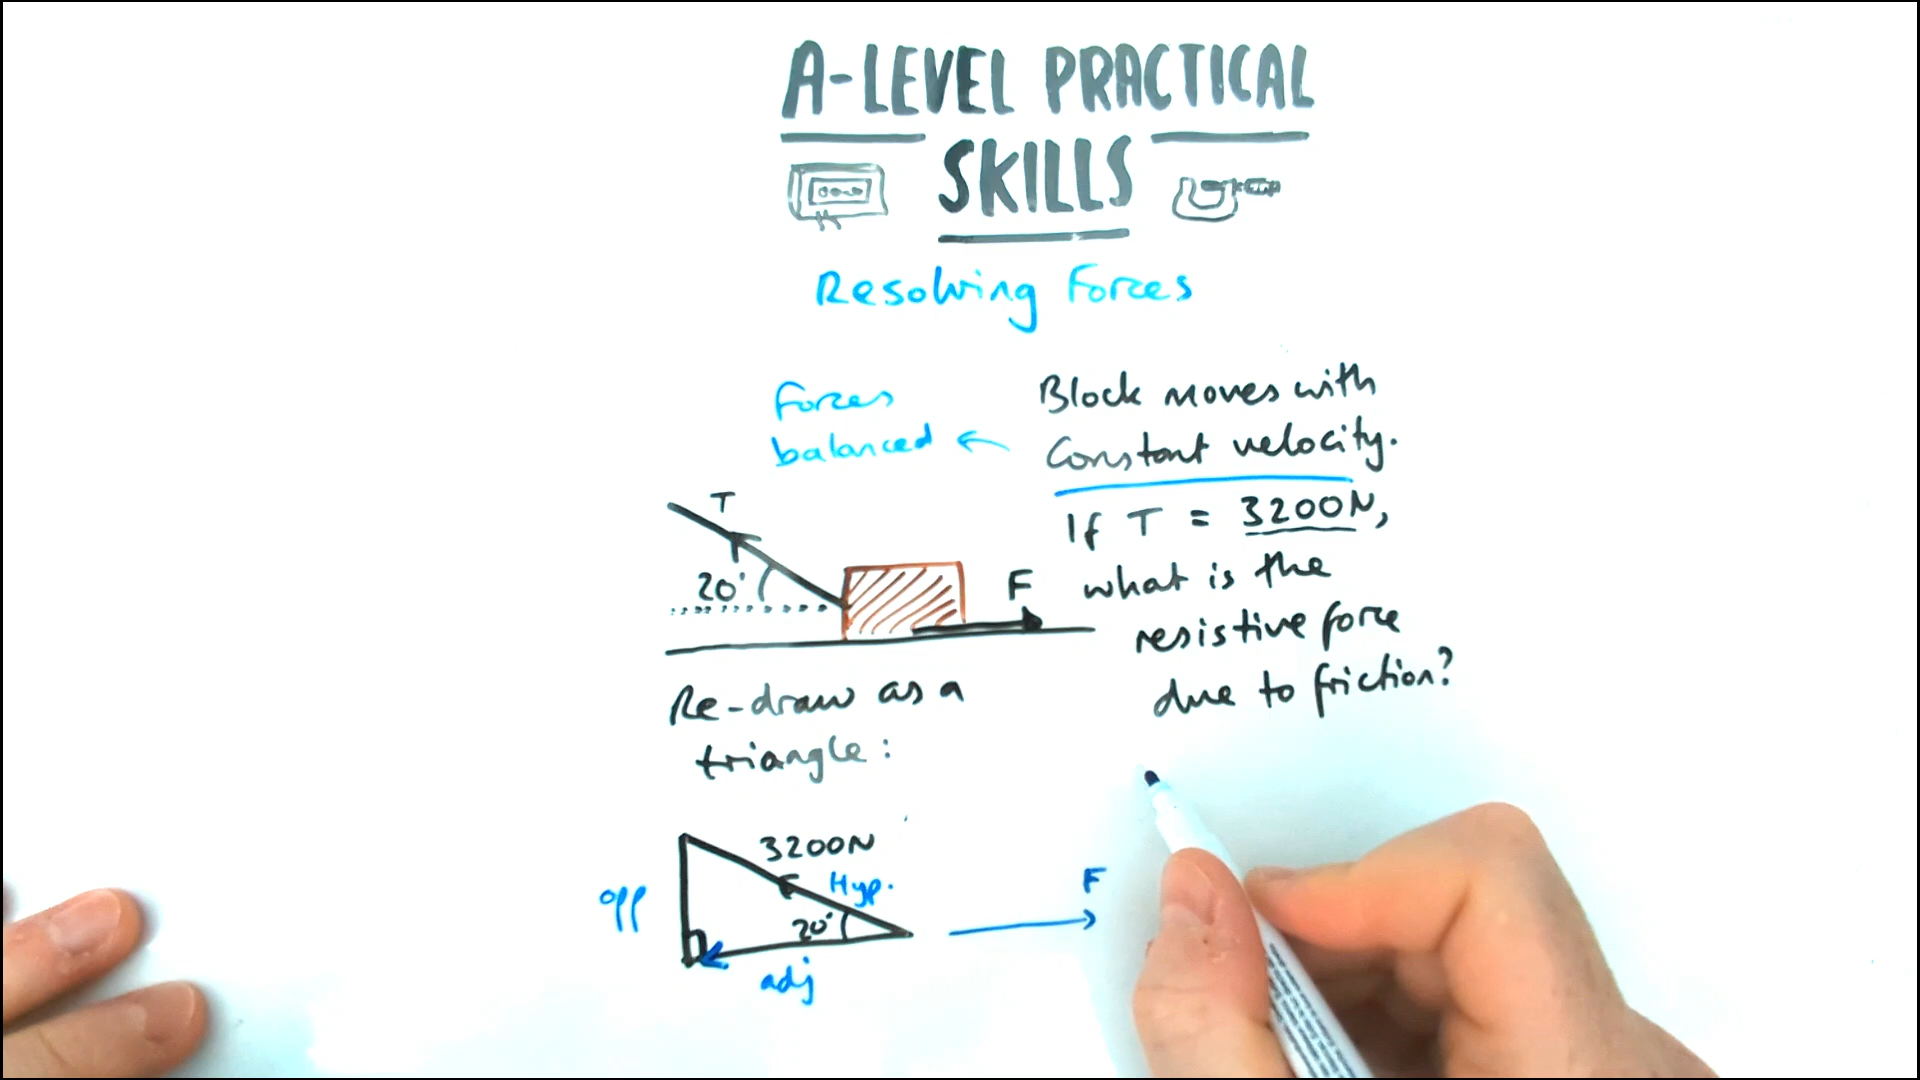 A-LEVEL PRACTICAL
SKILLS
Resolving Forces
Forces
balanced
Block moves with
Constant velocity.
If T = 3200N,
what is the
resistive force
due to friction?
T
20°
F
Re-draw as a
triangle:
3200N
Hyp.
opp
20°
adj
F